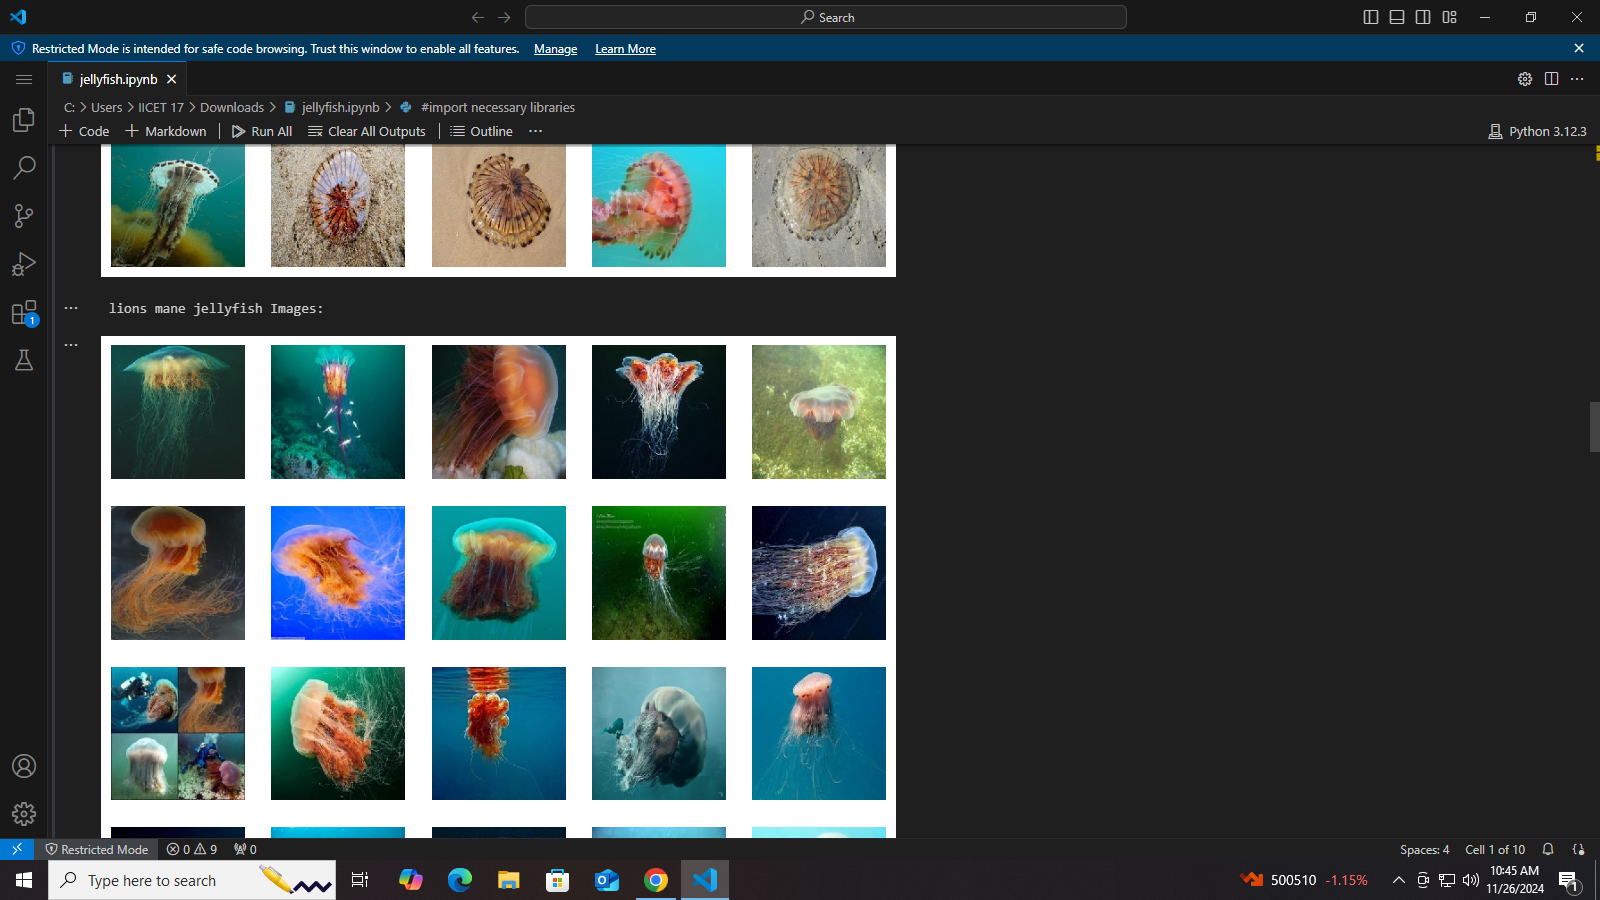 Search
Restricted Mode is intended for safe code browsing. Trust this window to enable all features. Manage Learn More
jellyfish.ipynb
C: > Users > IICET 17 > Downloads > jellyfish.ipynb > #import necessary libraries
+ Code + Markdown | Run All Clear All Outputs | Outline ... Python 3.12.3
lions mane jellyfish Images:
1
Restricted Mode 0 9 0 Spaces: 4 Cell 1 of 10
Type here to search 500510 -1.15% 10:45 AM
11/26/2024 1